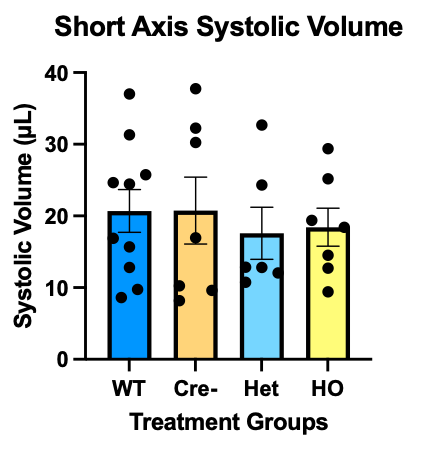 Short Axis Systolic Volume
Systolic Volume (µL)
40
30
20
10
0
WT Cre- Het HO
Treatment Groups